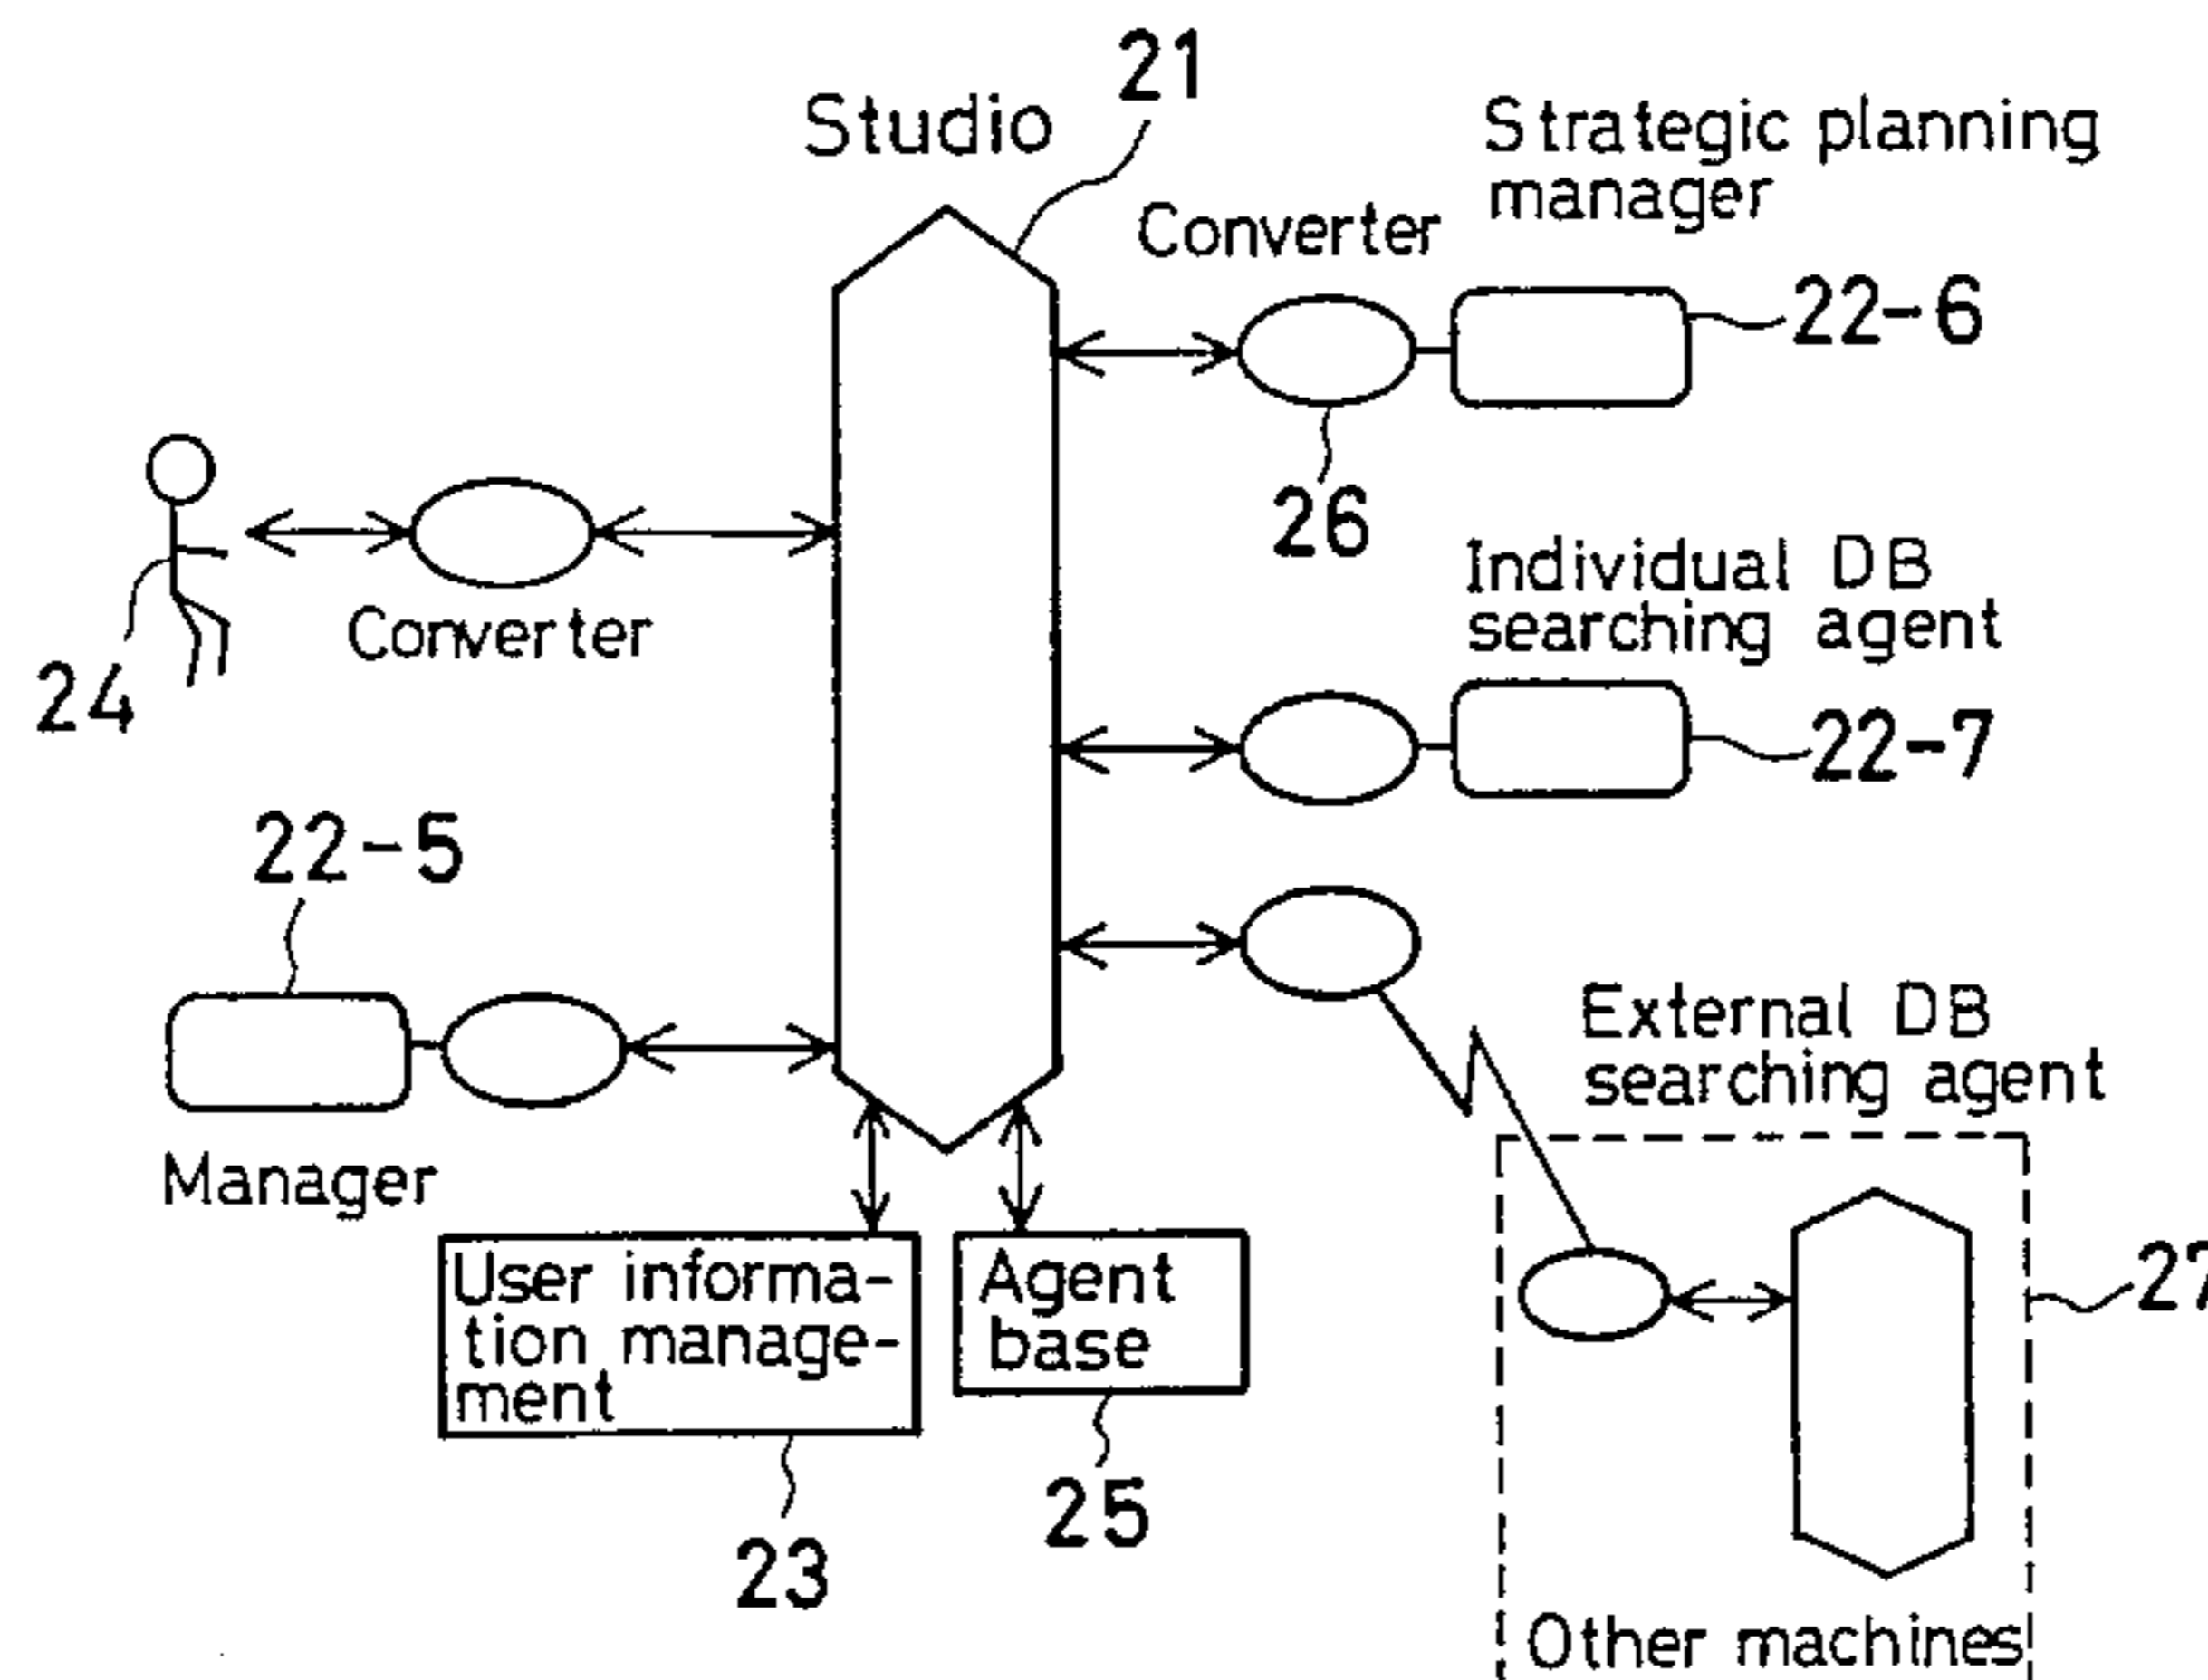 21
Studio
Strategic planning
manager
Converter
22-6
26
Individual DB
searching agent
Converter
24
22-7
22-5
External DB
searching agent
Manager
User informa-
tion manage-
ment
Agent
base
27
25
23
Other machines